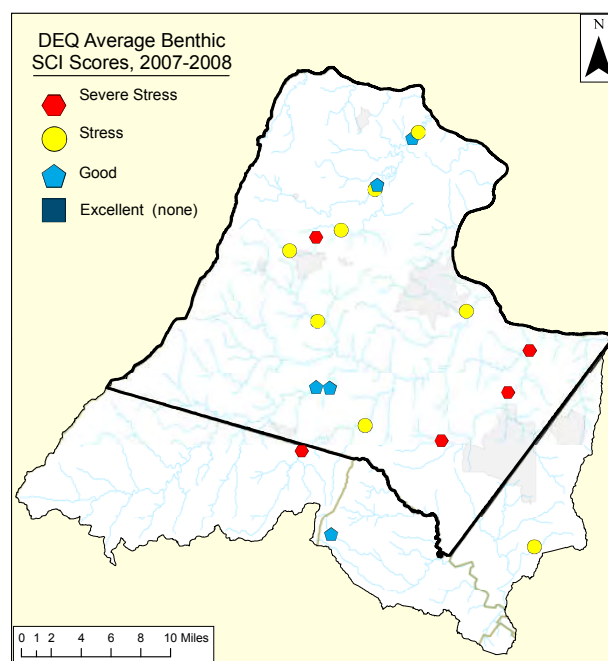 DEQ Average Benthic
SCI Scores, 2007-2008
N
Severe Stress
Stress
Good
Excellent (none)
0 1 2 4 6 8 10 Miles